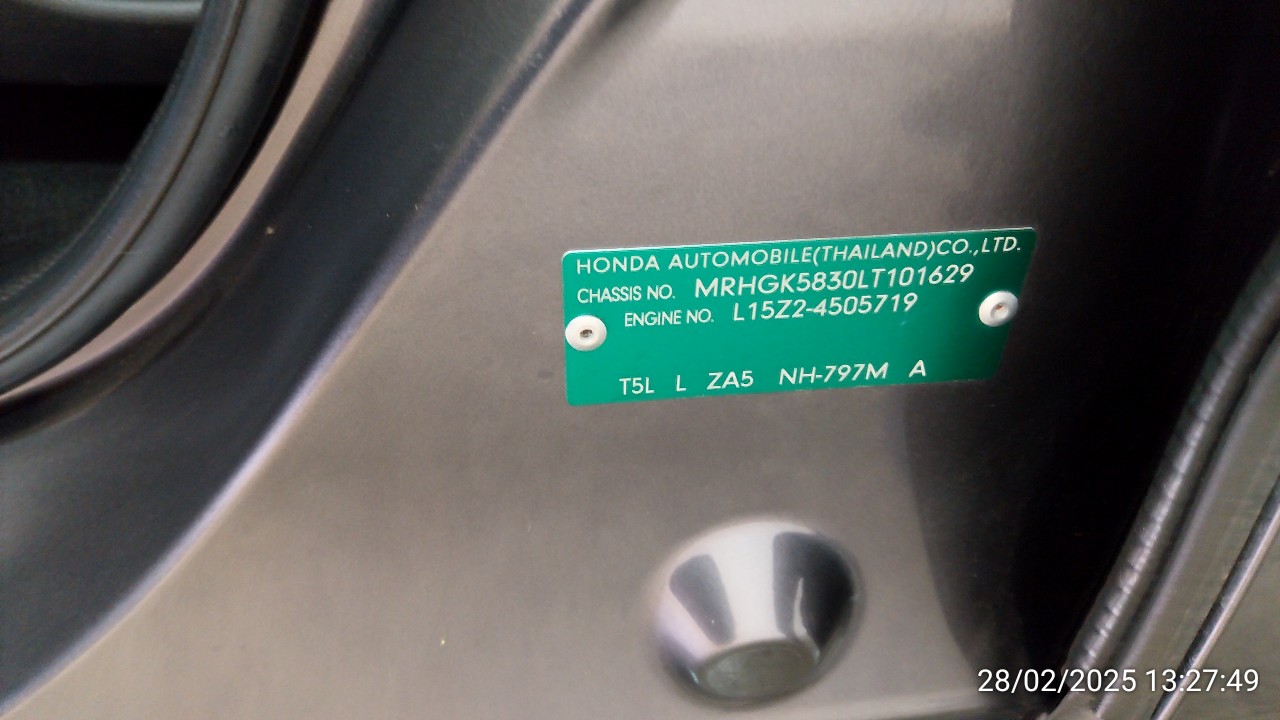 HONDA AUTOMOBILE(THAILAND)CO.,LTD.
CHASSIS NO. MRHGK5830LT101629
ENGINE NO. L15Z2-4505719
T5L L ZA5 NH-797M A
28/02/2025 13:27:49